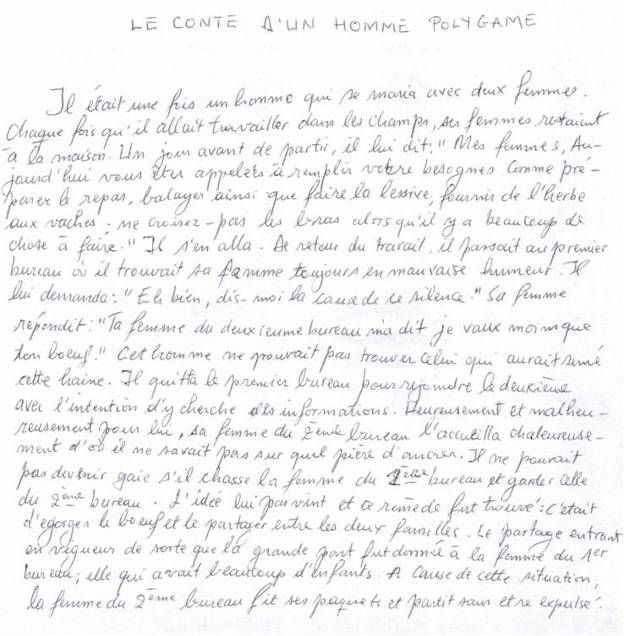 LE CONTE D'UN HOMME POLYGAME
Il était une fois un homme qui se maria avec deux femmes.
Chaque fois qu'il allait travailler dans les champs, ses femmes restaient
à la maison. Un jour avant de partir, il lui dit: "Mes femmes, Au-
jourd'hui vous êtes appelées à remplir votre besognes comme pré-
parer le repas, balayer ainsi que faire la lessive, fournir de l'herbe
aux vaches ; ne croisez-pas les bras alors qu'il y a beaucoup de
chose à faire." Il s'en alla. De retour du travail, il passait au premier
bureau où il trouvait sa famme toujours en mauvaise humeur. Il
lui demanda: "Eh bien, dis-moi la cause de ce silence." Sa femme
répondit: "Ta femme du deuxieume bureau m'a dit je vaux moins que
ton boeuf." Cet homme ne pouvait pas trouver celui qui aurait semé
cette haine. Il quitta le premier bureau pour rejoindre le deuxième
avec l'intention d'y cherche des informations. Heureusement et malheu-
reusement pour lui, sa femme du 2ème bureau l'accueilla chaleureuse-
ment d'où il ne savait pas sur quel pière d'ancrer. Il ne pouvait
pas devenir gaie s'il chasse la femme du 1ère bureau et garder celle
du 2ème bureau. L'idée lui parvint et ce remède fut trouvé: c'était
d'egorger le boeuf et le partager entre les deux familles. Le partage entrant
en vigueur de sorte que la grande part fut donnée à la femme du 1er
bureau; elle qui avait beaucoup d'enfants. A cause de cette situation,
la femme du 2ème bureau fit ses paquets et partit sans etre expulsé.